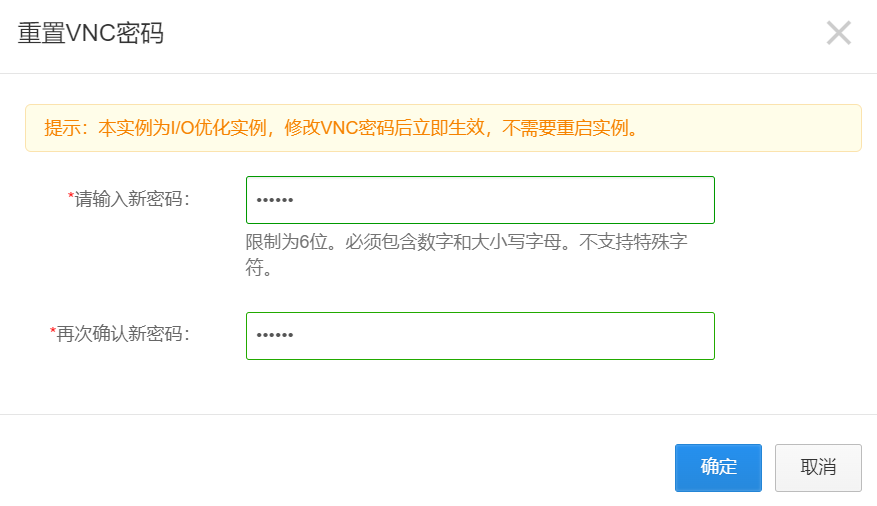 重置VNC密码
提示：本实例为I/O优化实例，修改VNC密码后立即生效，不需要重启实例。
*请输入新密码：
••••••
限制为6位。必须包含数字和大小写字母。不支持特殊字
符。
*再次确认新密码：
••••••
确定
取消